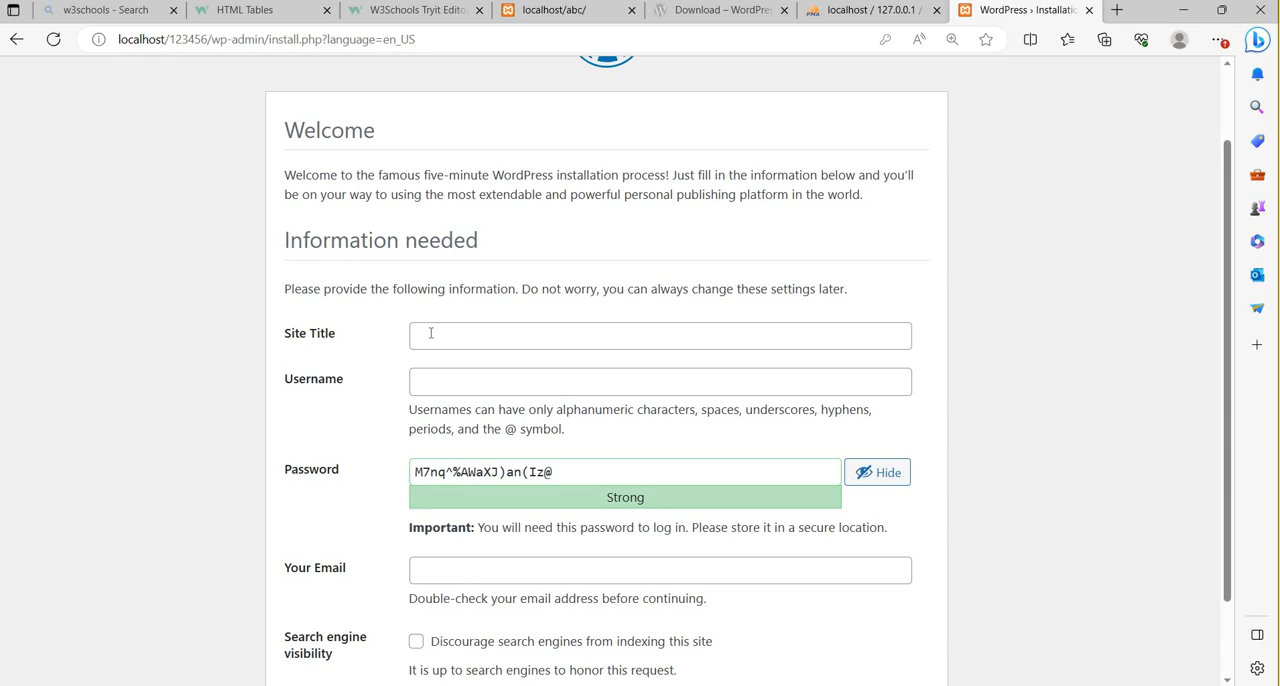 w3schools - Search
HTML Tables
W3Schools Tryit Edito
localhost/abc/
Download – WordPre
localhost / 127.0.0.1 /
WordPress › Installatio
localhost/123456/wp-admin/install.php?language=en_US
Welcome
Welcome to the famous five-minute WordPress installation process! Just fill in the information below and you'll
be on your way to using the most extendable and powerful personal publishing platform in the world.
Information needed
Please provide the following information. Do not worry, you can always change these settings later.
Site Title
Username
Usernames can have only alphanumeric characters, spaces, underscores, hyphens,
periods, and the @ symbol.
Password
M7nq^%AWaXJ)an(Iz@
Hide
Strong
Important: You will need this password to log in. Please store it in a secure location.
Your Email
Double-check your email address before continuing.
Search engine
visibility
Discourage search engines from indexing this site
It is up to search engines to honor this request.